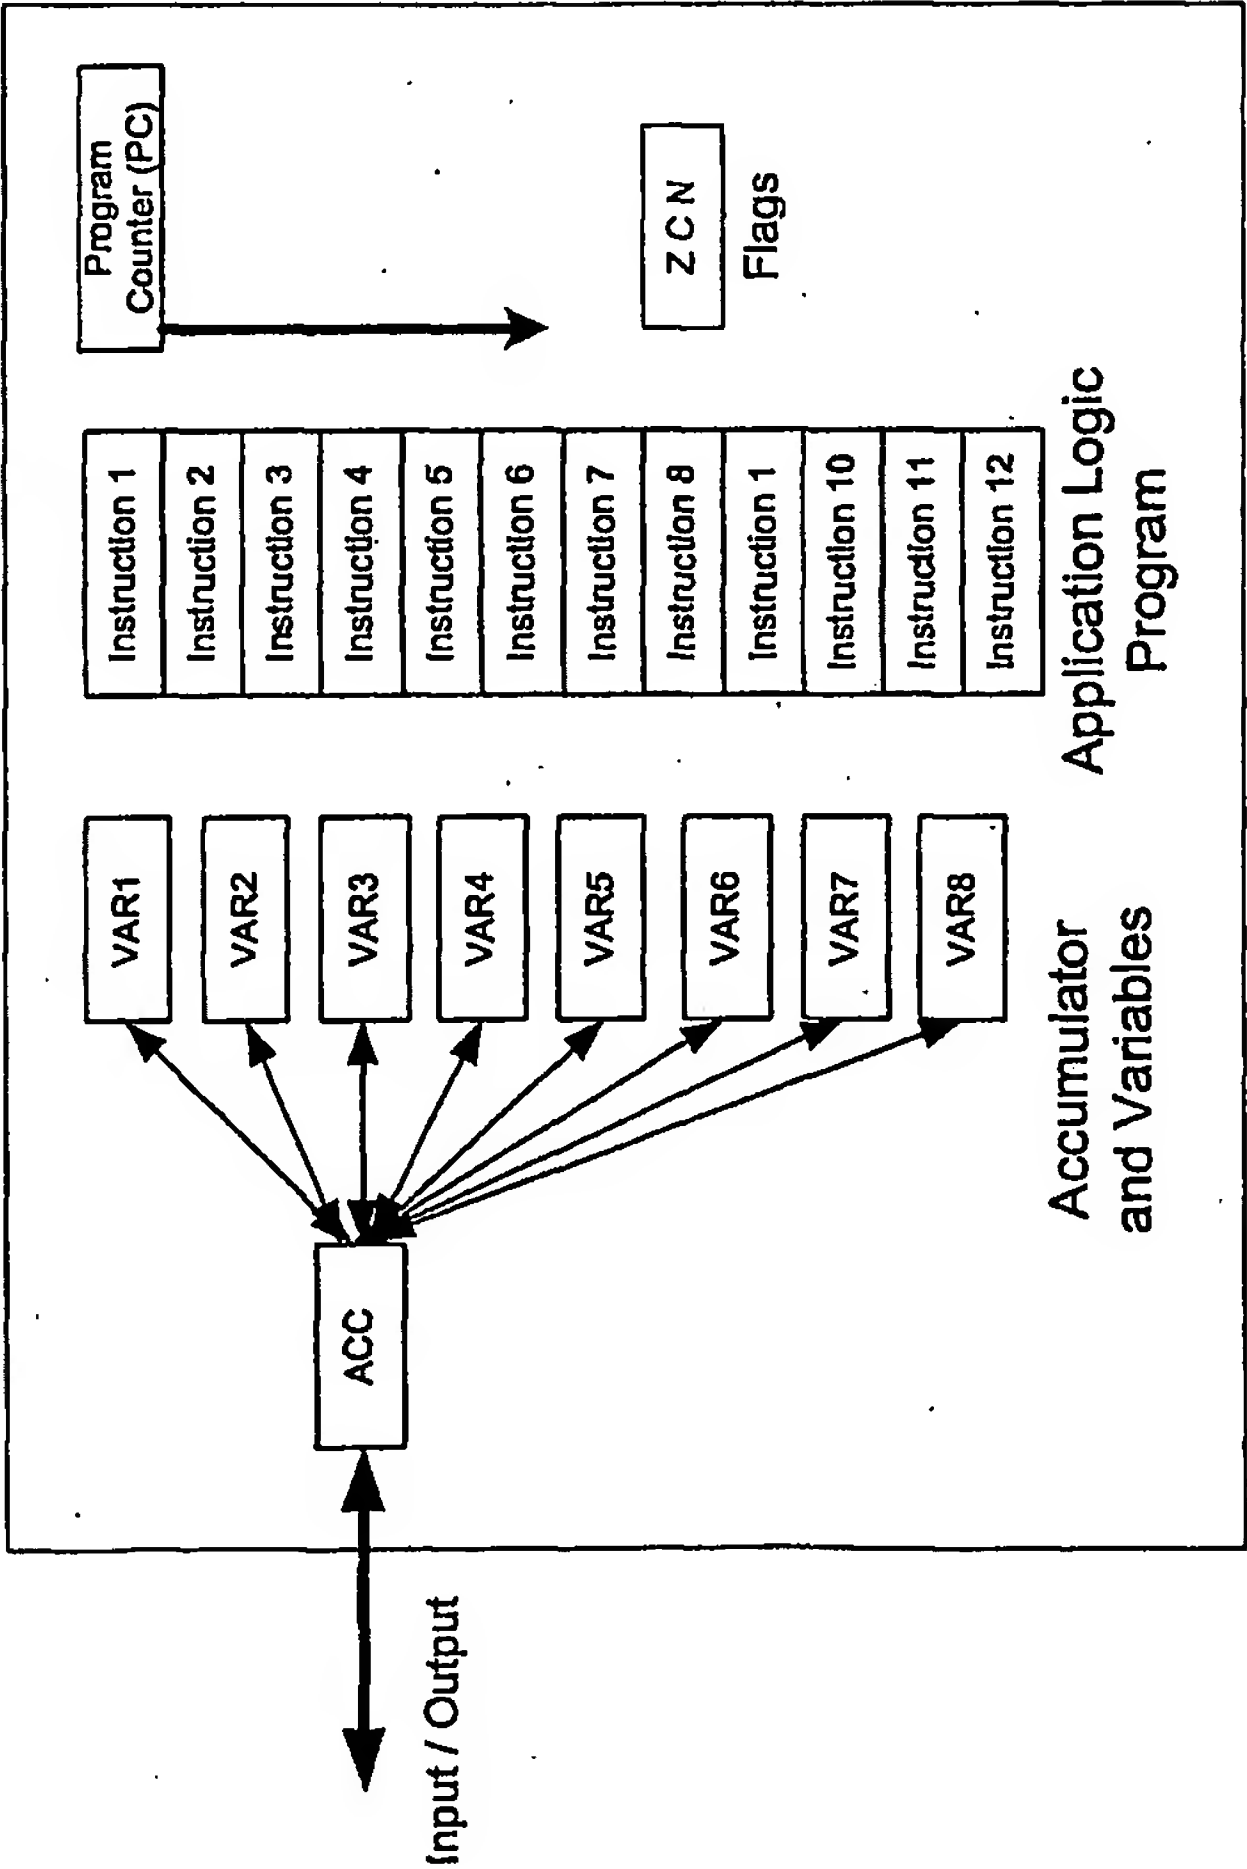 Input / Output
ACC
VAR1
VAR2
VAR3
VAR4
VAR5
VAR6
VAR7
VAR8
Accumulator
and Variables
Instruction 1
Instruction 2
Instruction 3
Instruction 4
Instruction 5
Instruction 6
Instruction 7
Instruction 8
Instruction 1
Instruction 10
Instruction 11
Instruction 12
Application Logic
Program
Program
Counter (PC)
Z C N
Flags